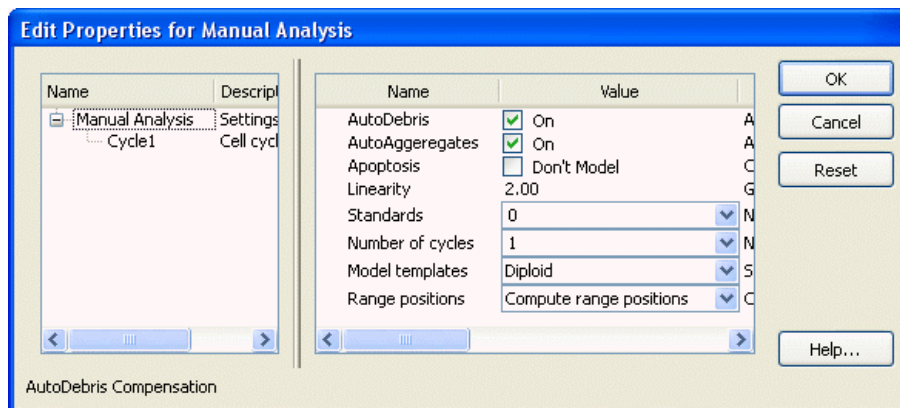 Edit Properties for Manual Analysis
Name Descript
Manual Analysis Settings
Cycle1 Cell cycl
Name Value
AutoDebris On A
AutoAggeregates On A
Apoptosis Don't Model C
Linearity 2.00 G
Standards 0 N
Number of cycles 1 N
Model templates Diploid S
Range positions Compute range positions C
OK
Cancel
Reset
Help...
AutoDebris Compensation